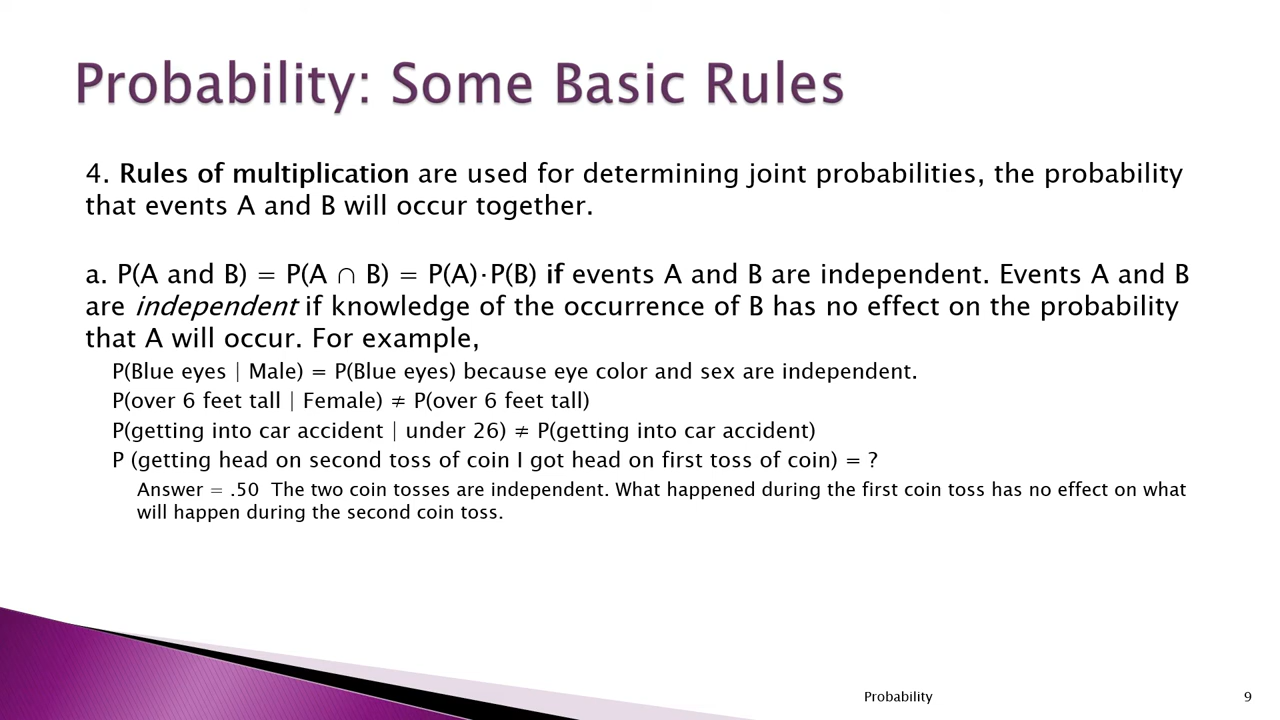 Probability: Some Basic Rules
4. Rules of multiplication are used for determining joint probabilities, the probability
that events A and B will occur together.
a. P(A and B) = P(A ∩ B) = P(A)·P(B) if events A and B are independent. Events A and B
are independent if knowledge of the occurrence of B has no effect on the probability
that A will occur. For example,
P(Blue eyes | Male) = P(Blue eyes) because eye color and sex are independent.
P(over 6 feet tall | Female) ≠ P(over 6 feet tall)
P(getting into car accident | under 26) ≠ P(getting into car accident)
P (getting head on second toss of coin I got head on first toss of coin) = ?
Answer = .50  The two coin tosses are independent. What happened during the first coin toss has no effect on what
will happen during the second coin toss.
Probability
9